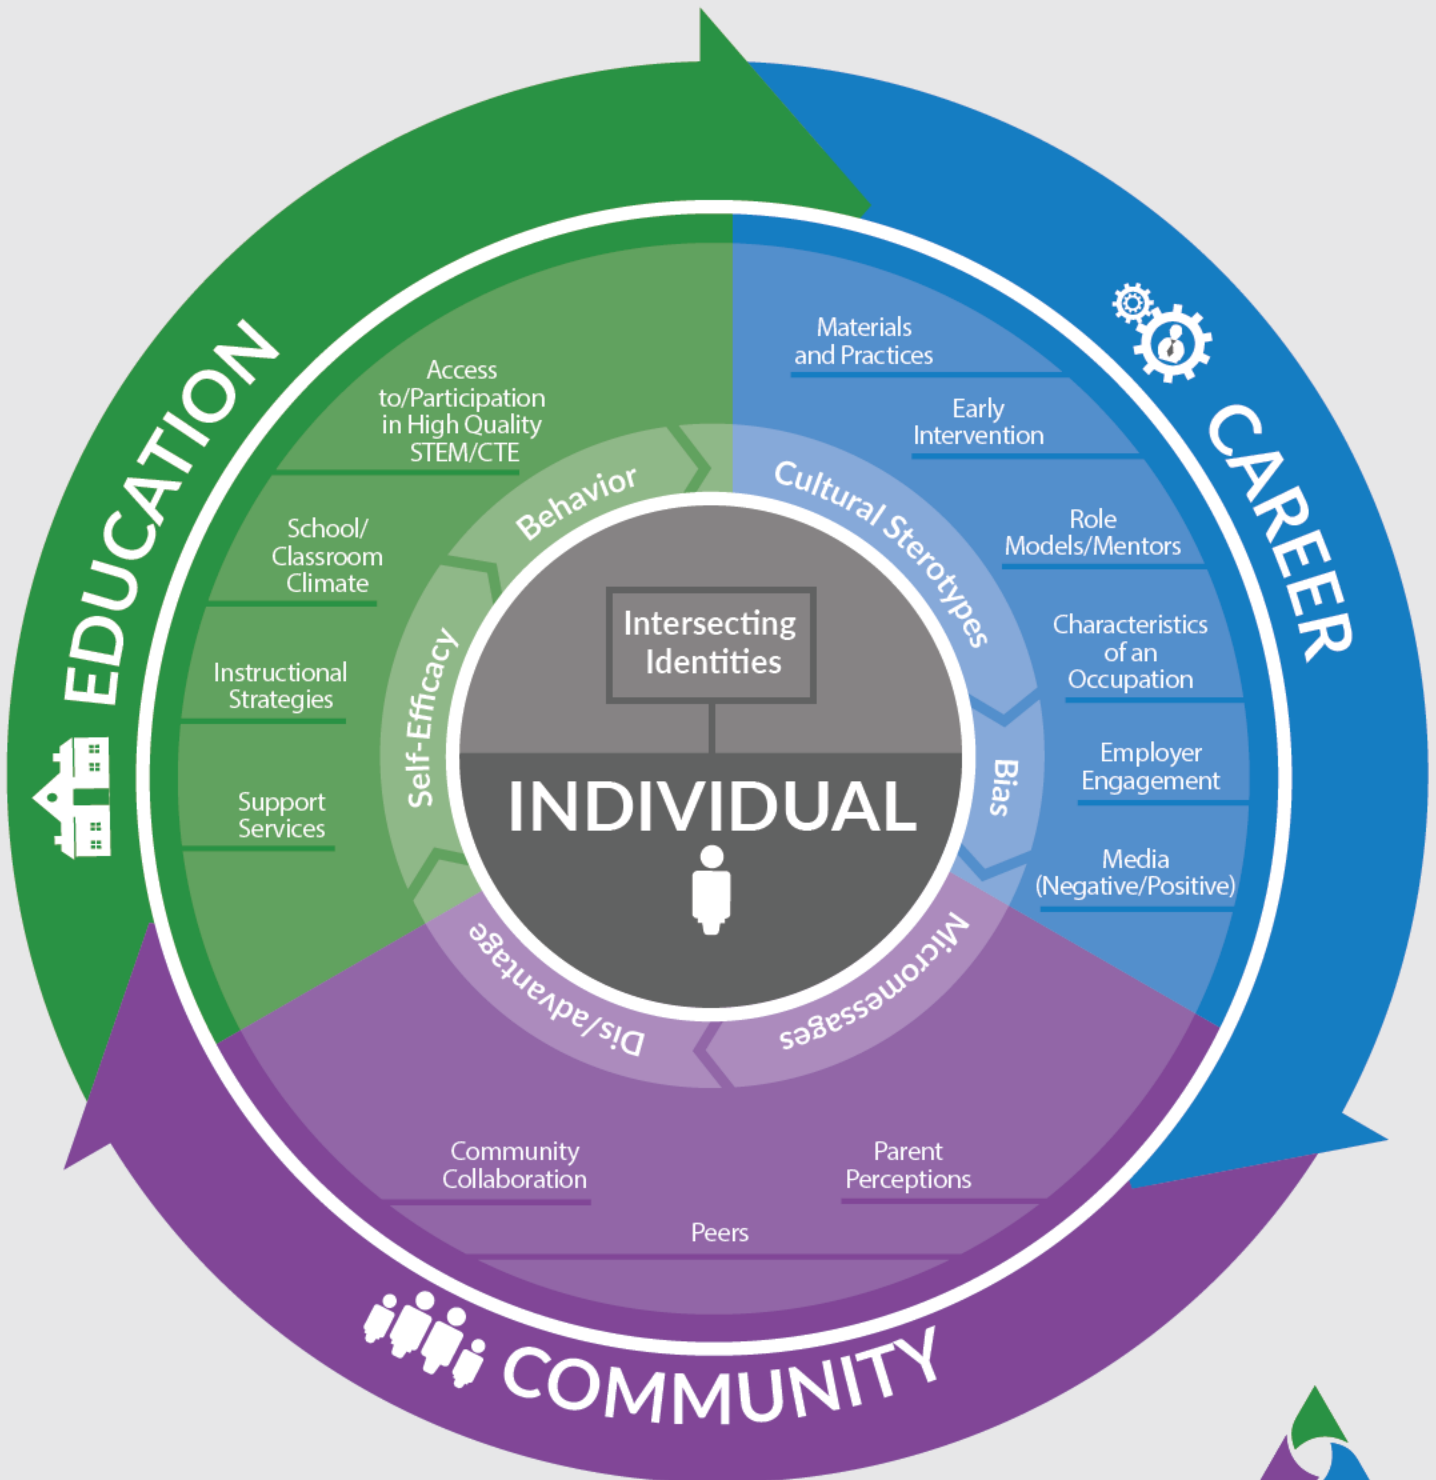 EDUCATION
Access
to/Participation
in High Quality
STEM/CTE
School/
Classroom
Climate
Instructional
Strategies
Support
Services
CAREER
Materials
and Practices
Early
Intervention
Role
Models/Mentors
Characteristics
of an
Occupation
Employer
Engagement
Media
(Negative/Positive)
COMMUNITY
Community
Collaboration
Parent
Perceptions
Peers
Cultural Sterotypes
Bias
Micromessages
Dis/advantage
Self-Efficacy
Behavior
Intersecting
Identities
INDIVIDUAL